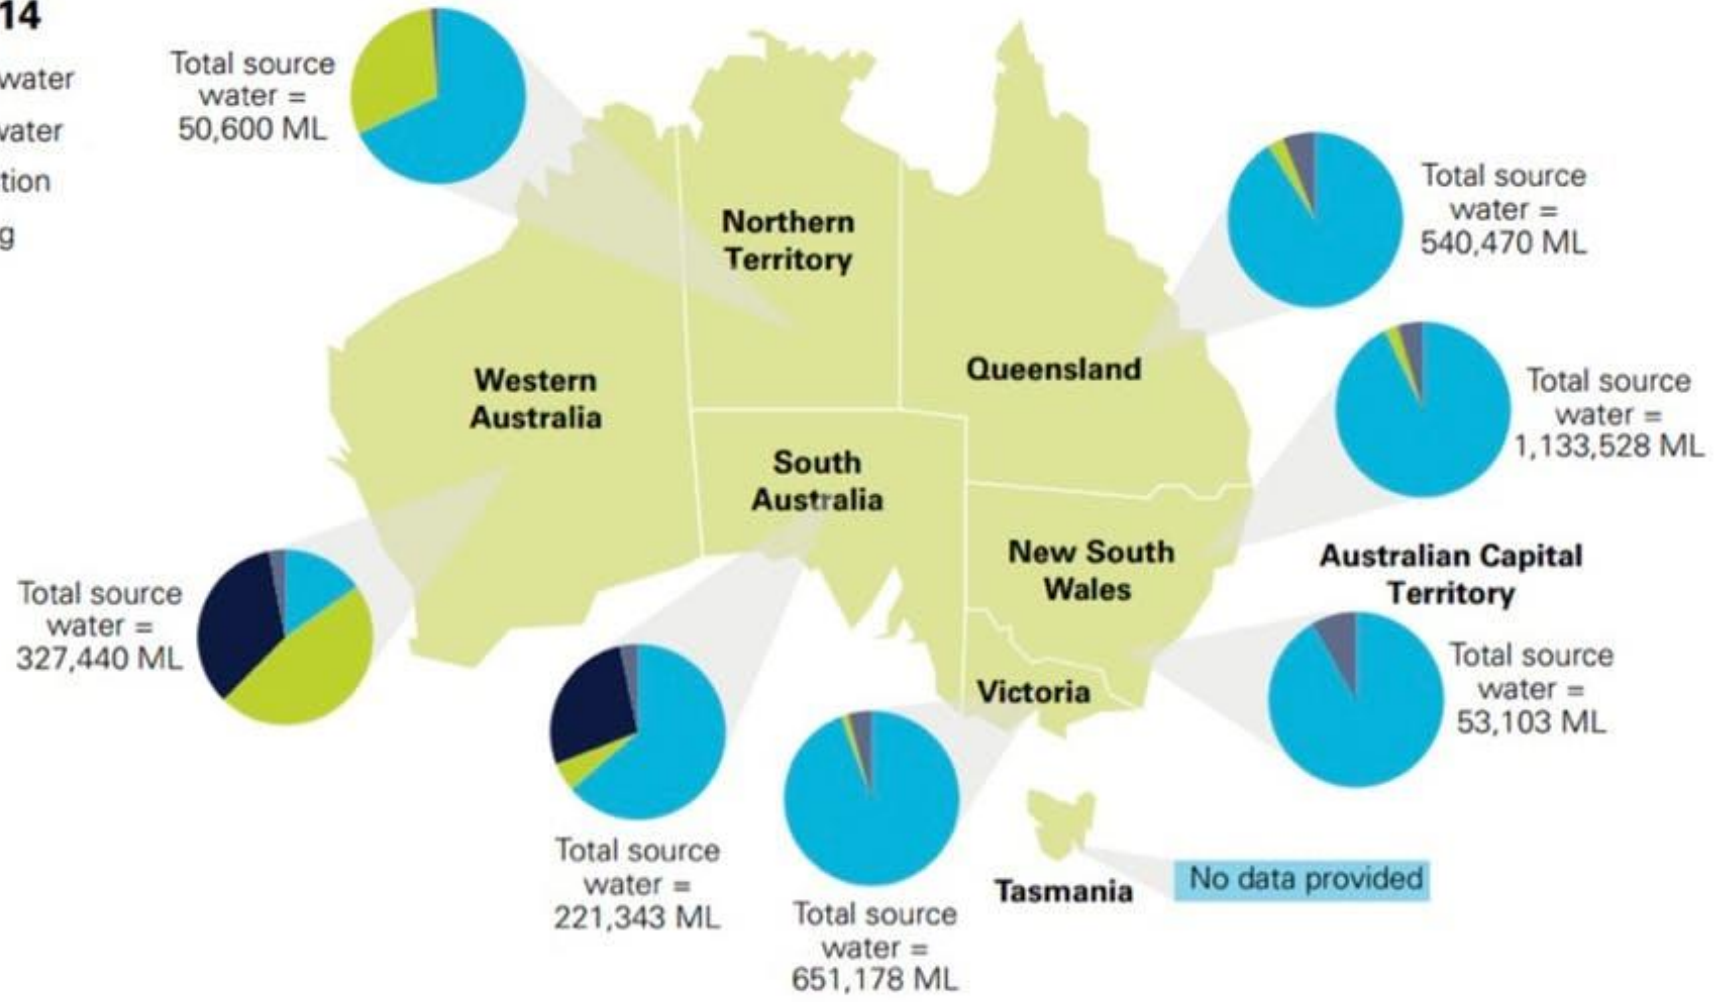 14
water
water
tion
g
Total source
water =
50,600 ML
Northern
Territory
Total source
water =
540,470 ML
Queensland
Western
Australia
Total source
water =
1,133,528 ML
South
Australia
New South
Wales
Australian Capital
Territory
Total source
water =
327,440 ML
Total source
water =
53,103 ML
Victoria
Total source
water =
221,343 ML
Total source
water =
651,178 ML
Tasmania
No data provided